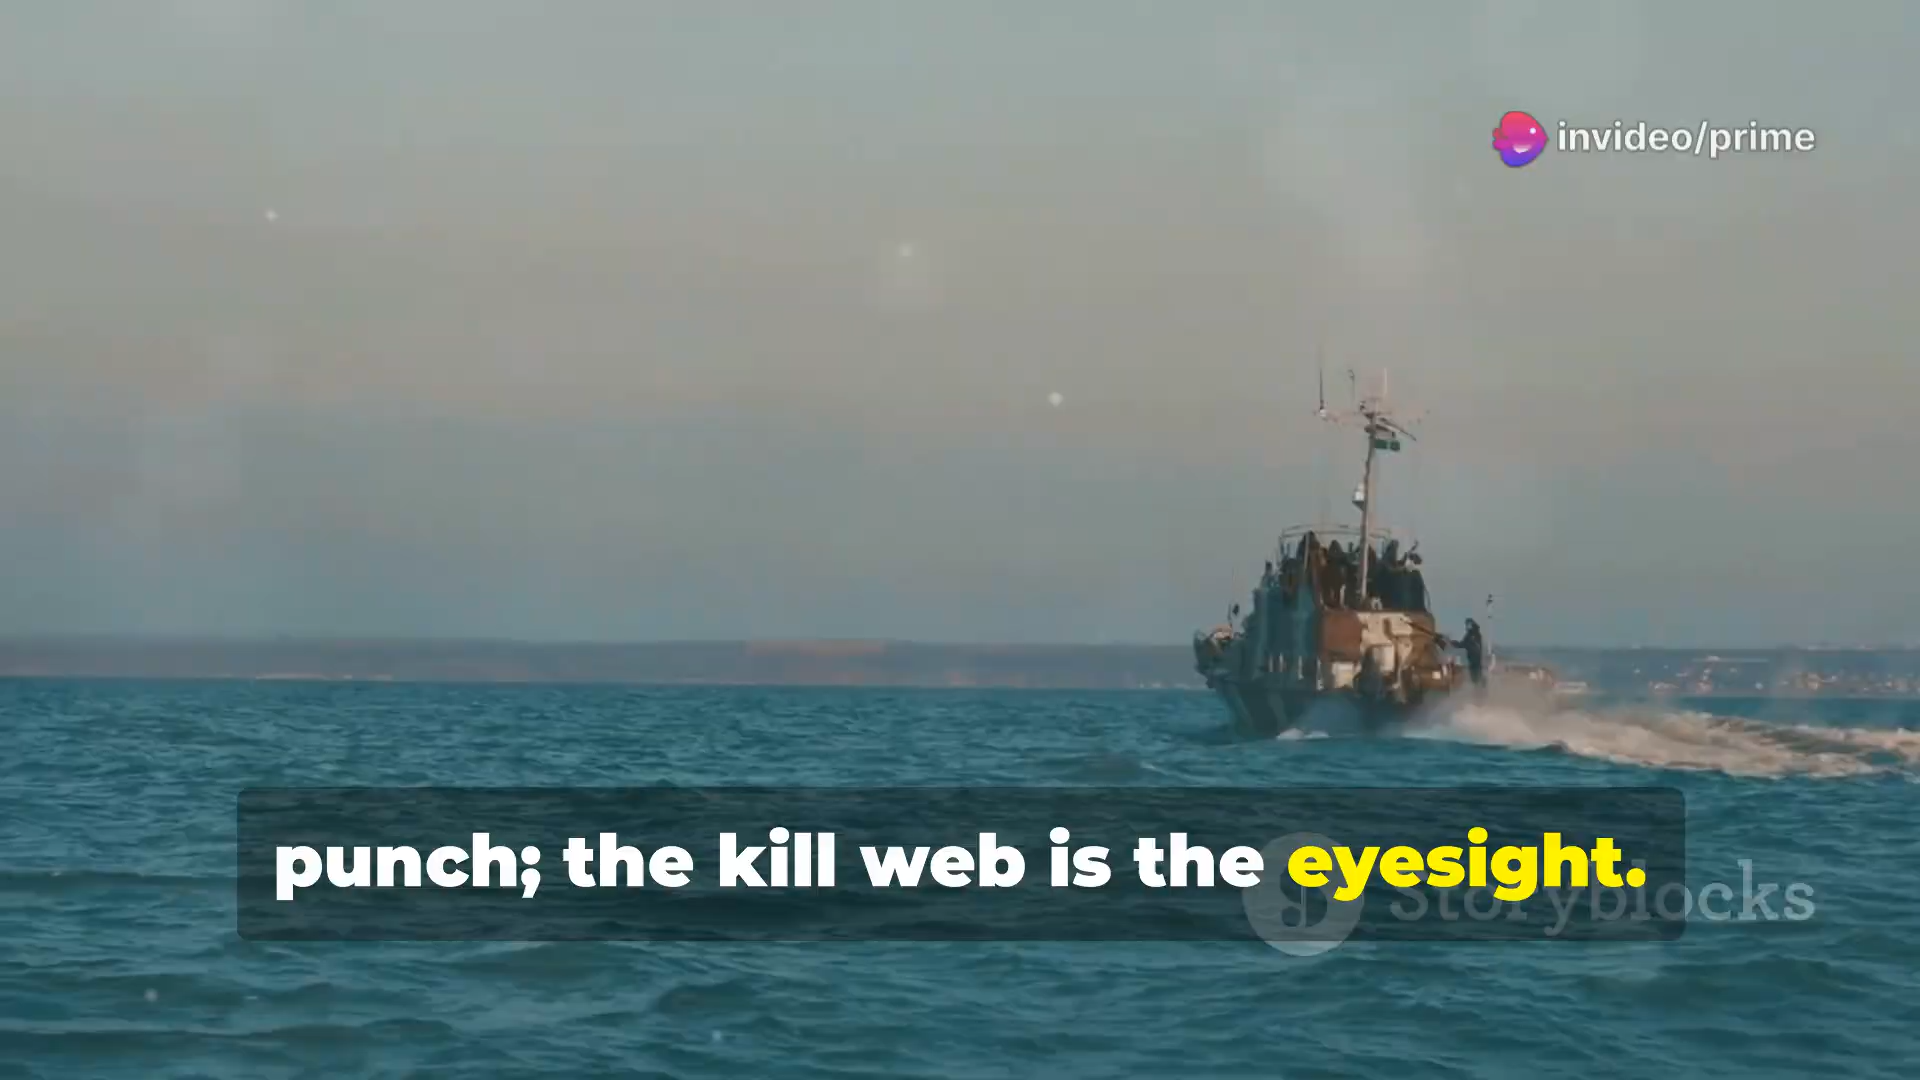 invideo/prime
punch; the kill web is the eyesight.
Storyblocks